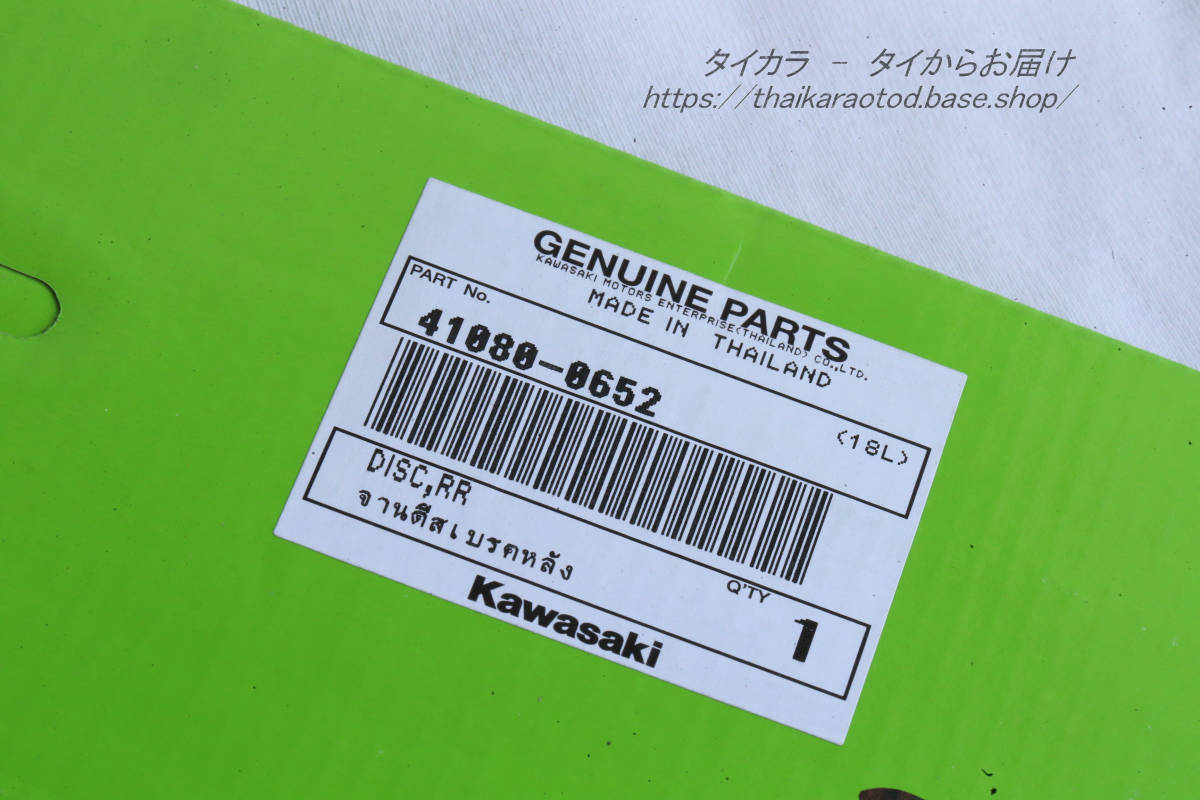 タイカラ - タイからお届け
https://thaikaraotod.base.shop/
GENUINE PARTS
KAWASAKI MOTORS ENTERPRISE(THAILAND) CO.,LTD.
MADE IN THAILAND
PART No.
41080-0652
(18L)
DISC,RR
จานดีสเบรคหลัง
Q'TY
1
Kawasaki